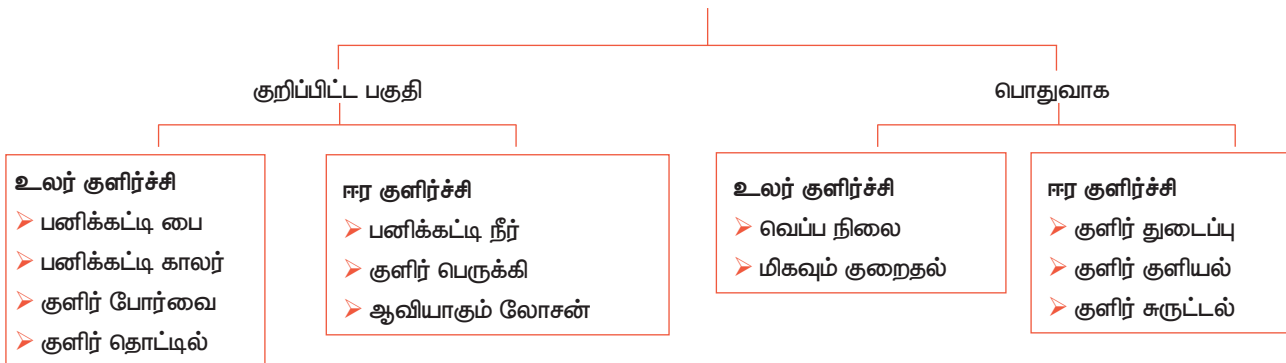 குறிப்பிட்ட பகுதி
பொதுவாக
உலர் குளிர்ச்சி
➢ பனிக்கட்டி பை
➢ பனிக்கட்டி காலர்
➢ குளிர் போர்வை
➢ குளிர் தொட்டில்
ஈர குளிர்ச்சி
➢ பனிக்கட்டி நீர்
➢ குளிர் பெருக்கி
➢ ஆவியாகும் லோசன்
உலர் குளிர்ச்சி
➢ வெப்ப நிலை
➢ மிகவும் குறைதல்
ஈர குளிர்ச்சி
➢ குளிர் துடைப்பு
➢ குளிர் குளியல்
➢ குளிர் சுருட்டல்